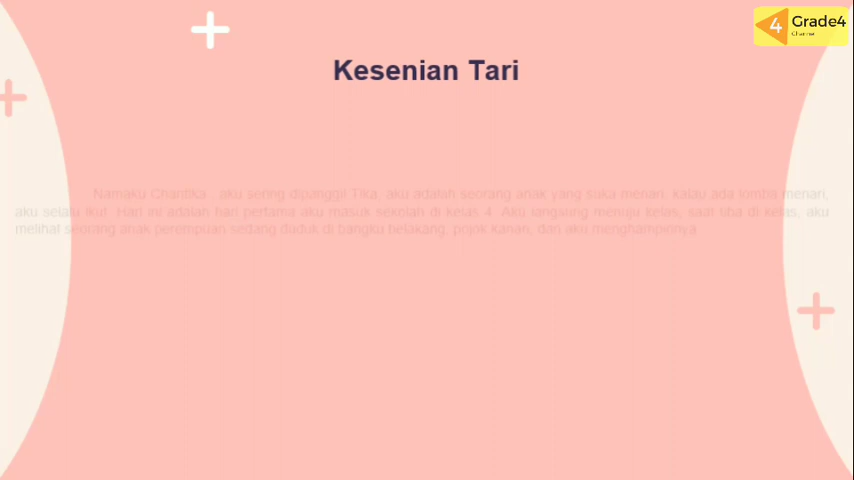 4 Grade4
Channel
Kesenian Tari
Namaku Chantika , aku sering dipanggil Tika, aku adalah seorang anak yang suka menari, kalau ada lomba menari,
aku selalu ikut. Hari ini adalah hari pertama aku masuk sekolah di kelas 4. Aku langsung menuju kelas, saat tiba di kelas, aku
melihat seorang anak perempuan sedang duduk di bangku belakang, pojok kanan, dan aku menghampirinya